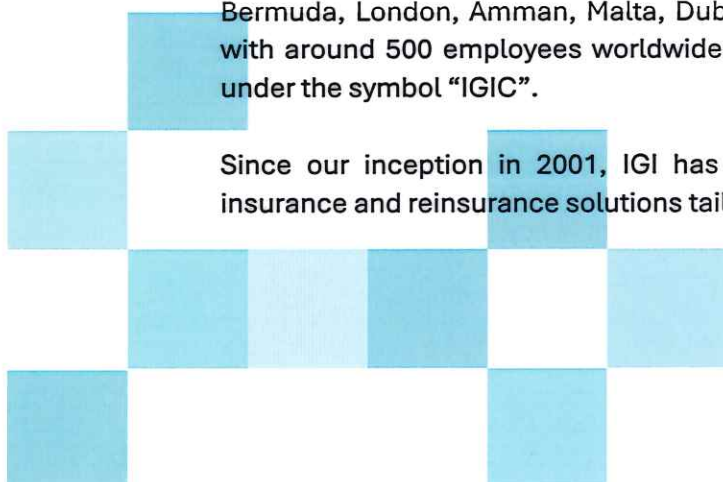 Bermuda, London, Amman, Malta, Dub
with around 500 employees worldwide
under the symbol “IGIC”.
Since our inception in 2001, IGI has
insurance and reinsurance solutions tail